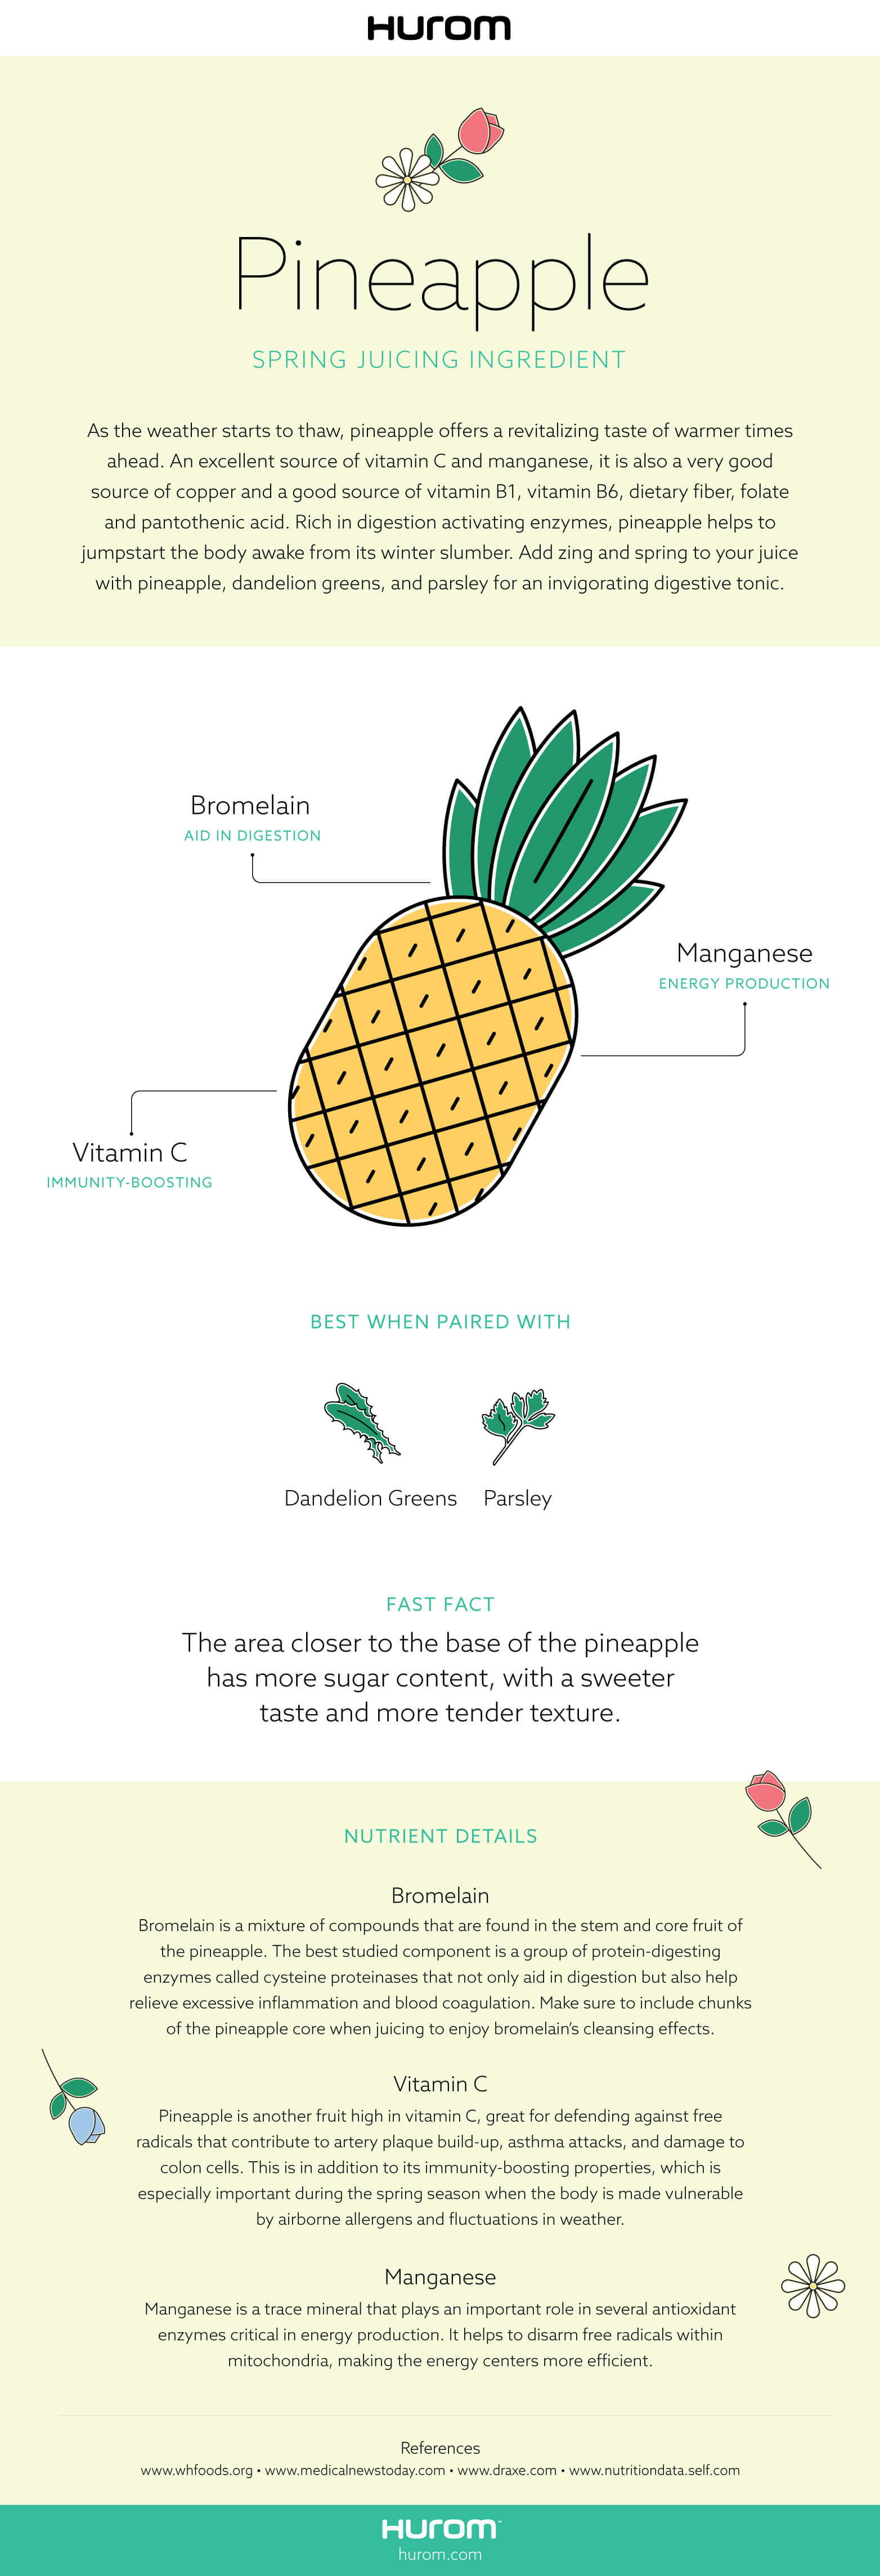 Hurom
Pineapple
SPRING JUICING INGREDIENT
As the weather starts to thaw, pineapple offers a revitalizing taste of warmer times
ahead. An excellent source of vitamin C and manganese, it is also a very good
source of copper and a good source of vitamin B1, vitamin B6, dietary fiber, folate
and pantothenic acid. Rich in digestion activating enzymes, pineapple helps to
jumpstart the body awake from its winter slumber. Add zing and spring to your juice
with pineapple, dandelion greens, and parsley for an invigorating digestive tonic.
Bromelain
AID IN DIGESTION
Manganese
ENERGY PRODUCTION
Vitamin C
IMMUNITY-BOOSTING
BEST WHEN PAIRED WITH
Dandelion Greens
Parsley
FAST FACT
The area closer to the base of the pineapple
has more sugar content, with a sweeter
taste and more tender texture.
NUTRIENT DETAILS
Bromelain
Bromelain is a mixture of compounds that are found in the stem and core fruit of
the pineapple. The best studied component is a group of protein-digesting
enzymes called cysteine proteinases that not only aid in digestion but also help
relieve excessive inflammation and blood coagulation. Make sure to include chunks
of the pineapple core when juicing to enjoy bromelain's cleansing effects.
Vitamin C
Pineapple is another fruit high in vitamin C, great for defending against free
radicals that contribute to artery plaque build-up, asthma attacks, and damage to
colon cells. This is in addition to its immunity-boosting properties, which is
especially important during the spring season when the body is made vulnerable
by airborne allergens and fluctuations in weather.
Manganese
Manganese is a trace mineral that plays an important role in several antioxidant
enzymes critical in energy production. It helps to disarm free radicals within
mitochondria, making the energy centers more efficient.
References
www.whfoods.org • www.medicalnewstoday.com • www.draxe.com • www.nutritiondata.self.com
Hurom™
hurom.com